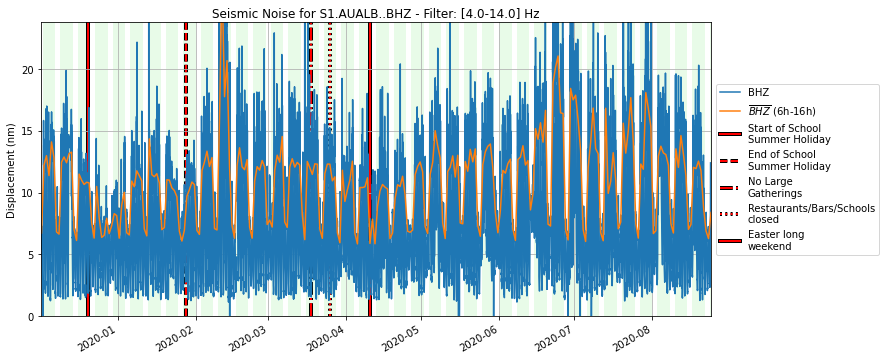 Seismic Noise for S1.AUALB..BHZ - Filter: [4.0-14.0] Hz
Displacement (nm)
20
15
10
5
0
2020-01
2020-02
2020-03
2020-04
2020-05
2020-06
2020-07
2020-08
BHZ
BHZ (6h-16h)
Start of School
Summer Holiday
End of School
Summer Holiday
No Large
Gatherings
Restaurants/Bars/Schools
closed
Easter long
weekend